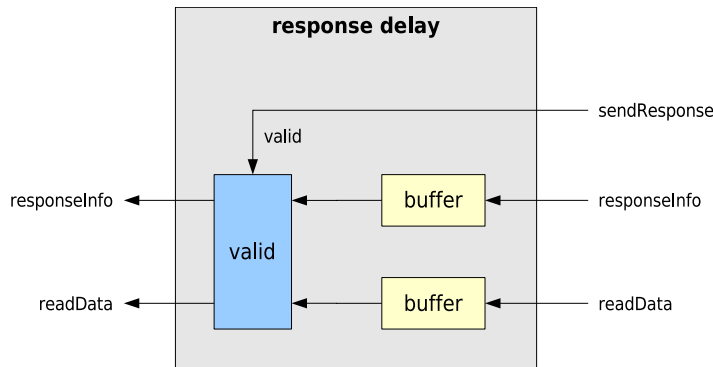 response delay
sendResponse
valid
responseInfo
buffer
responseInfo
valid
readData
buffer
readData